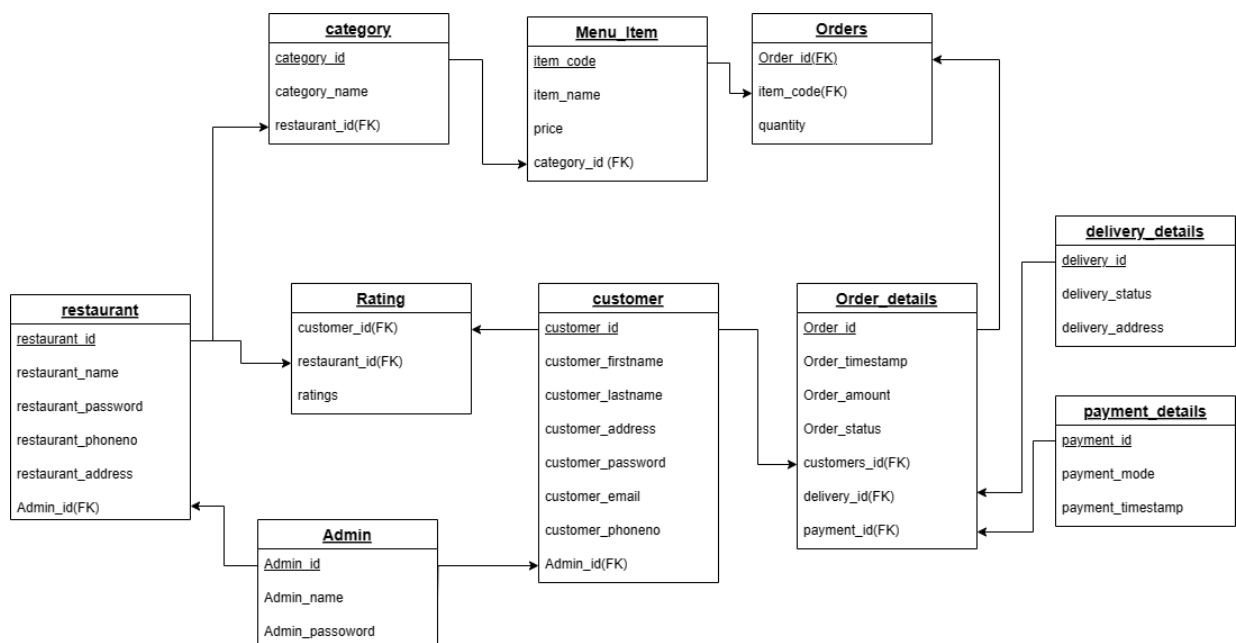 category
category_id
category_name
restaurant_id(FK)
Menu_Item
item_code
item_name
price
category_id (FK)
Orders
Order_id(FK)
item_code(FK)
quantity
delivery_details
delivery_id
delivery_status
delivery_address
restaurant
restaurant_id
restaurant_name
restaurant_password
restaurant_phoneno
restaurant_address
Admin_id(FK)
Rating
customer_id(FK)
restaurant_id(FK)
ratings
customer
customer_id
customer_firstname
customer_lastname
customer_address
customer_password
customer_email
customer_phoneno
Admin_id(FK)
Order_details
Order_id
Order_timestamp
Order_amount
Order_status
customers_id(FK)
delivery_id(FK)
payment_id(FK)
payment_details
payment_id
payment_mode
payment_timestamp
Admin
Admin_id
Admin_name
Admin_passoword